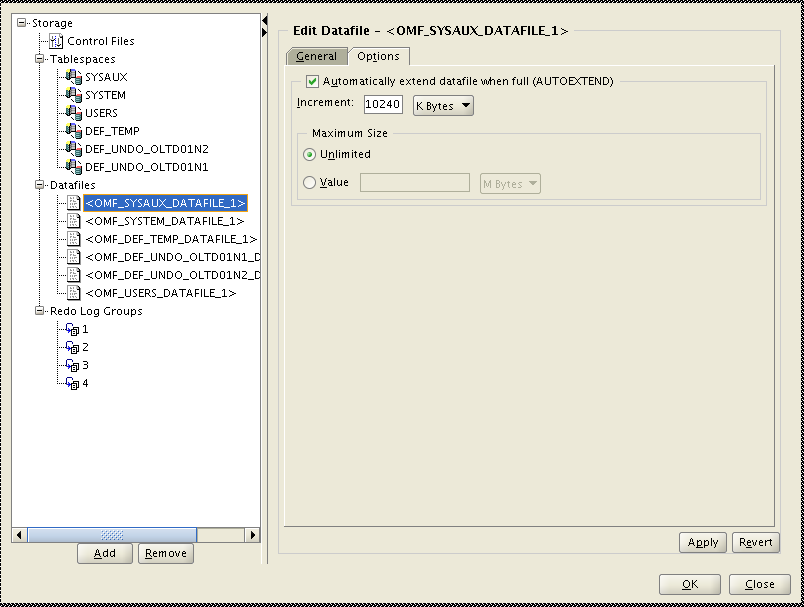 Storage
Control Files
Tablespaces
SYSAUX
SYSTEM
USERS
DEF_TEMP
DEF_UNDO_OLTD01N2
DEF_UNDO_OLTD01N1
Datafiles
<OMF_SYSAUX_DATAFILE_1>
<OMF_SYSTEM_DATAFILE_1>
<OMF_DEF_TEMP_DATAFILE_1>
<OMF_DEF_UNDO_OLTD01N1_D
<OMF_DEF_UNDO_OLTD01N2_D
<OMF_USERS_DATAFILE_1>
Redo Log Groups
1
2
3
4
Add Remove
Edit Datafile - <OMF_SYSAUX_DATAFILE_1>
General Options
Automatically extend datafile when full (AUTOEXTEND)
Increment: 10240 K Bytes
Maximum Size
Unlimited
Value M Bytes
Apply Revert
OK Close